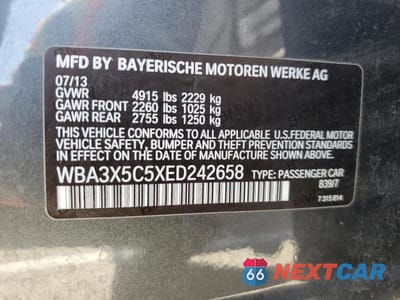 MFD BY BAYERISCHE MOTOREN WERKE AG
07/13
GVWR 4915 lbs 2229 kg
GAWR FRONT 2260 lbs 1025 kg
GAWR REAR 2755 lbs 1250 kg
THIS VEHICLE CONFORMS TO ALL APPLICABLE U.S.FEDERAL MOTOR
VEHICLE SAFETY, BUMPER, AND THEFT PREVENTION STANDARDS
IN EFFECT ON THE DATE OF MANUFACTURE SHOWN ABOVE.
WBA3X5C5XED242658 TYPE: PASSENGER CAR
839/7
7 315 814
66 NEXTCAR